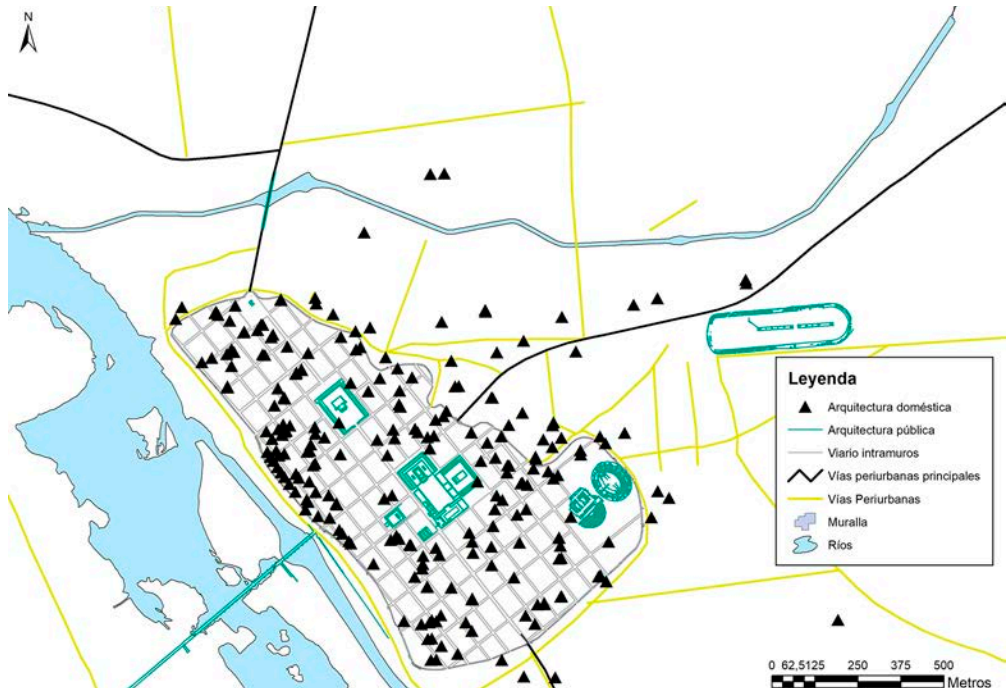 N
Leyenda
Arquitectura doméstica
Arquitectura pública
Viario intramuros
Vías periurbanas principales
Vías Periurbanas
Muralla
Ríos
0 62,5125 250 375 500
Metros